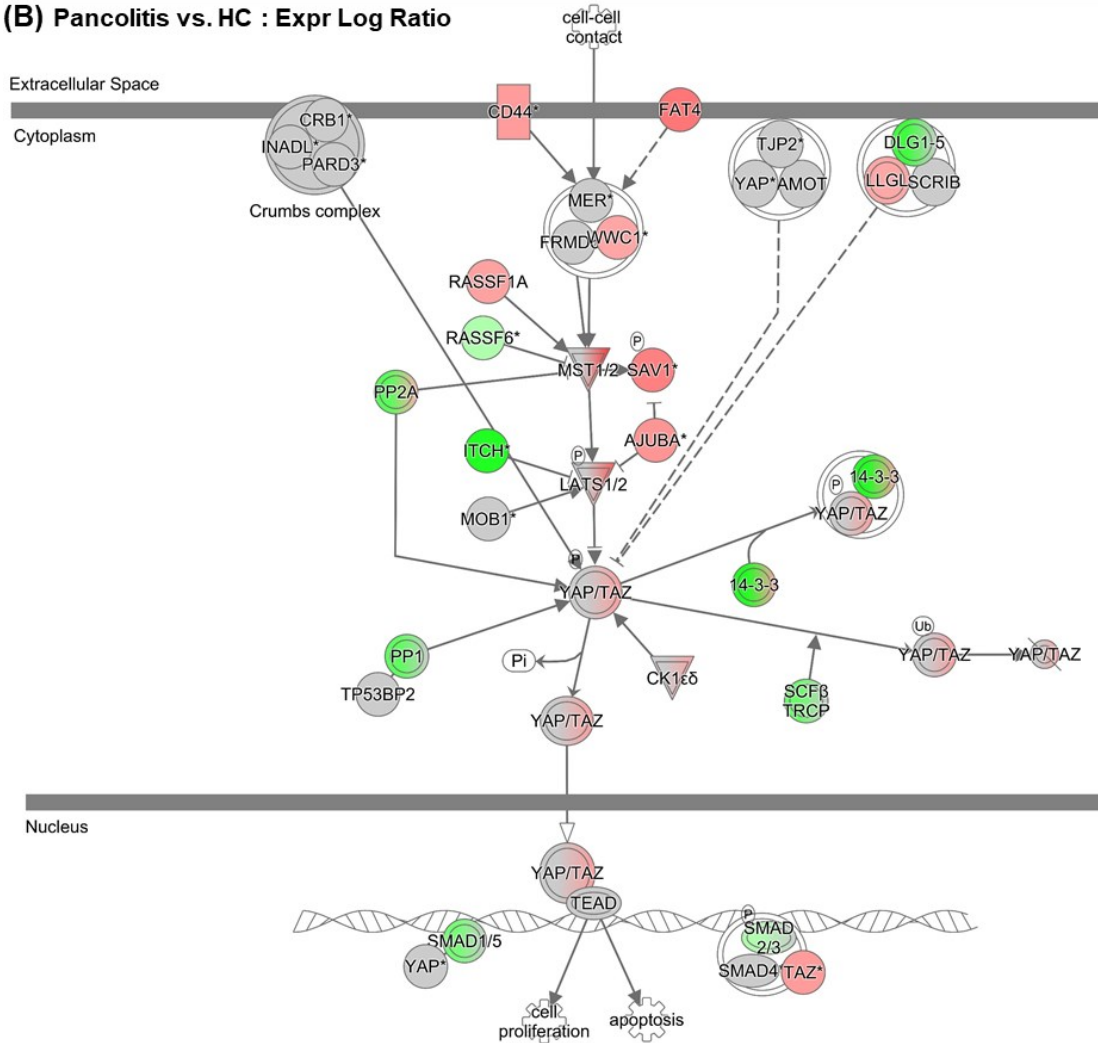 (B) Pancolitis vs. HC : Expr Log Ratio
cell-cell
contact
Extracellular Space
Cytoplasm
CRB1*
INADL*
PARD3*
Crumbs complex
CD44*
FAT4
TJP2*
YAP*
AMOT
DLG1-5
LLGL
SCRIB
MER*
FRMD6
WWC1*
RASSF1A
RASSF6*
P
MST1/2
SAV1*
PP2A
AJUBA*
ITCH*
P
LATS1/2
MOB1*
14-3-3
P
YAP/TAZ
P
YAP/TAZ
14-3-3
PP1
TP53BP2
Pi
CK1εδ
Ub
YAP/TAZ
YAP/TAZ
SCFβ
TRCP
YAP/TAZ
Nucleus
YAP/TAZ
TEAD
SMAD1/5
YAP*
P
SMAD
2/3
SMAD4*
TAZ*
cell
proliferation
apoptosis